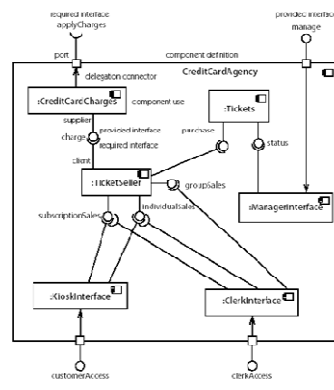 required interface
applyCharges
provided interface
manage
port
component definition
CreditCardAgency
delegation connector
:CreditCardCharges
component use
:Tickets
supplier
charge
provided interface
required interface
purchase
status
client
:TicketSeller
groupSales
subscriptionSales
individualSales
:ManagerInterface
:KioskInterface
:ClerkInterface
customerAccess
clerkAccess